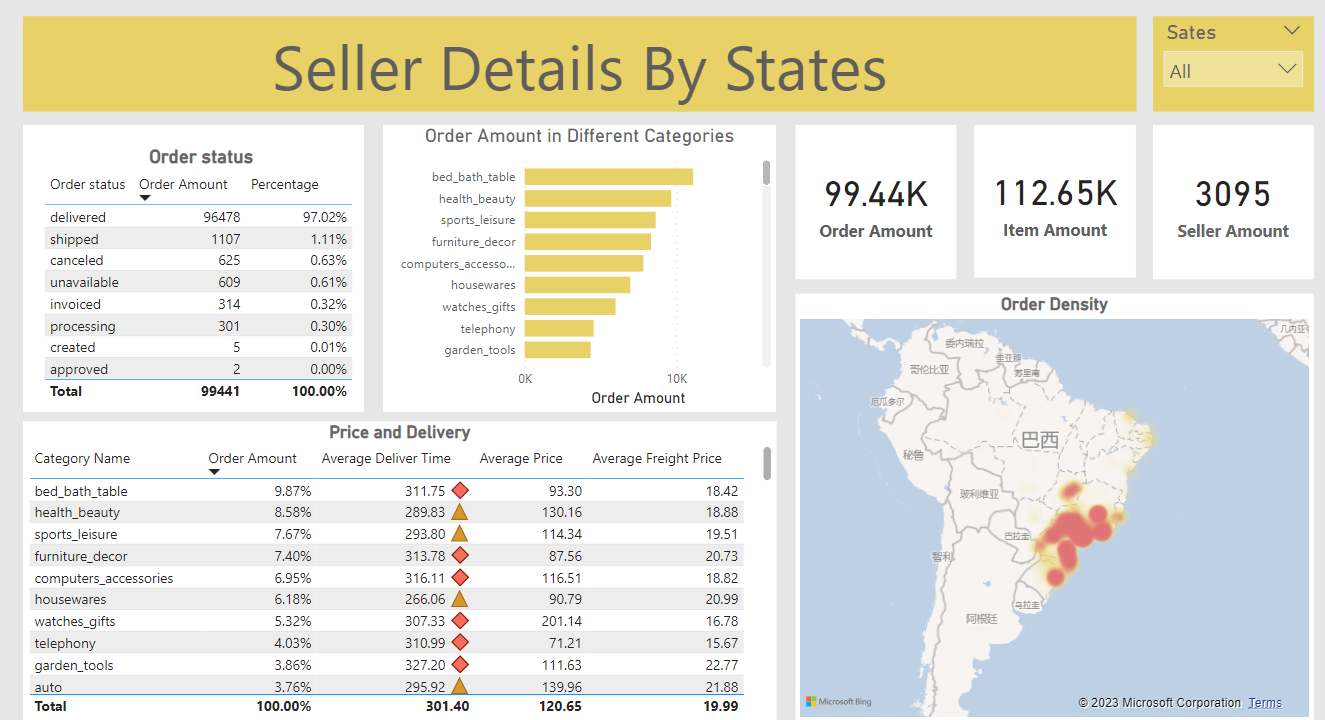 Seller Details By States
Sates
All
Order status
Order status Order Amount Percentage
delivered 96478 97.02%
shipped 1107 1.11%
canceled 625 0.63%
unavailable 609 0.61%
invoiced 314 0.32%
processing 301 0.30%
created 5 0.01%
approved 2 0.00%
Total 99441 100.00%
Order Amount in Different Categories
bed_bath_table
health_beauty
sports_leisure
furniture_decor
computers_accesso...
housewares
watches_gifts
telephony
garden_tools
0K 10K
Order Amount
99.44K
Order Amount
112.65K
Item Amount
3095
Seller Amount
Price and Delivery
Category Name Order Amount Average Deliver Time Average Price Average Freight Price
bed_bath_table 9.87% 311.75 93.30 18.42
health_beauty 8.58% 289.83 130.16 18.88
sports_leisure 7.67% 293.80 114.34 19.51
furniture_decor 7.40% 313.78 87.56 20.73
computers_accessories 6.95% 316.11 116.51 18.82
housewares 6.18% 266.06 90.79 20.99
watches_gifts 5.32% 307.33 201.14 16.78
telephony 4.03% 310.99 71.21 15.67
garden_tools 3.86% 327.20 111.63 22.77
auto 3.76% 295.92 139.96 21.88
Total 100.00% 301.40 120.65 19.99
Order Density
几内亚
委内瑞拉
圭亚那
哥伦比亚
苏里南
厄瓜多尔
巴西
秘鲁
玻利维亚
巴拉圭
智利
乌拉圭
阿根廷
Microsoft Bing
© 2023 Microsoft Corporation Terms